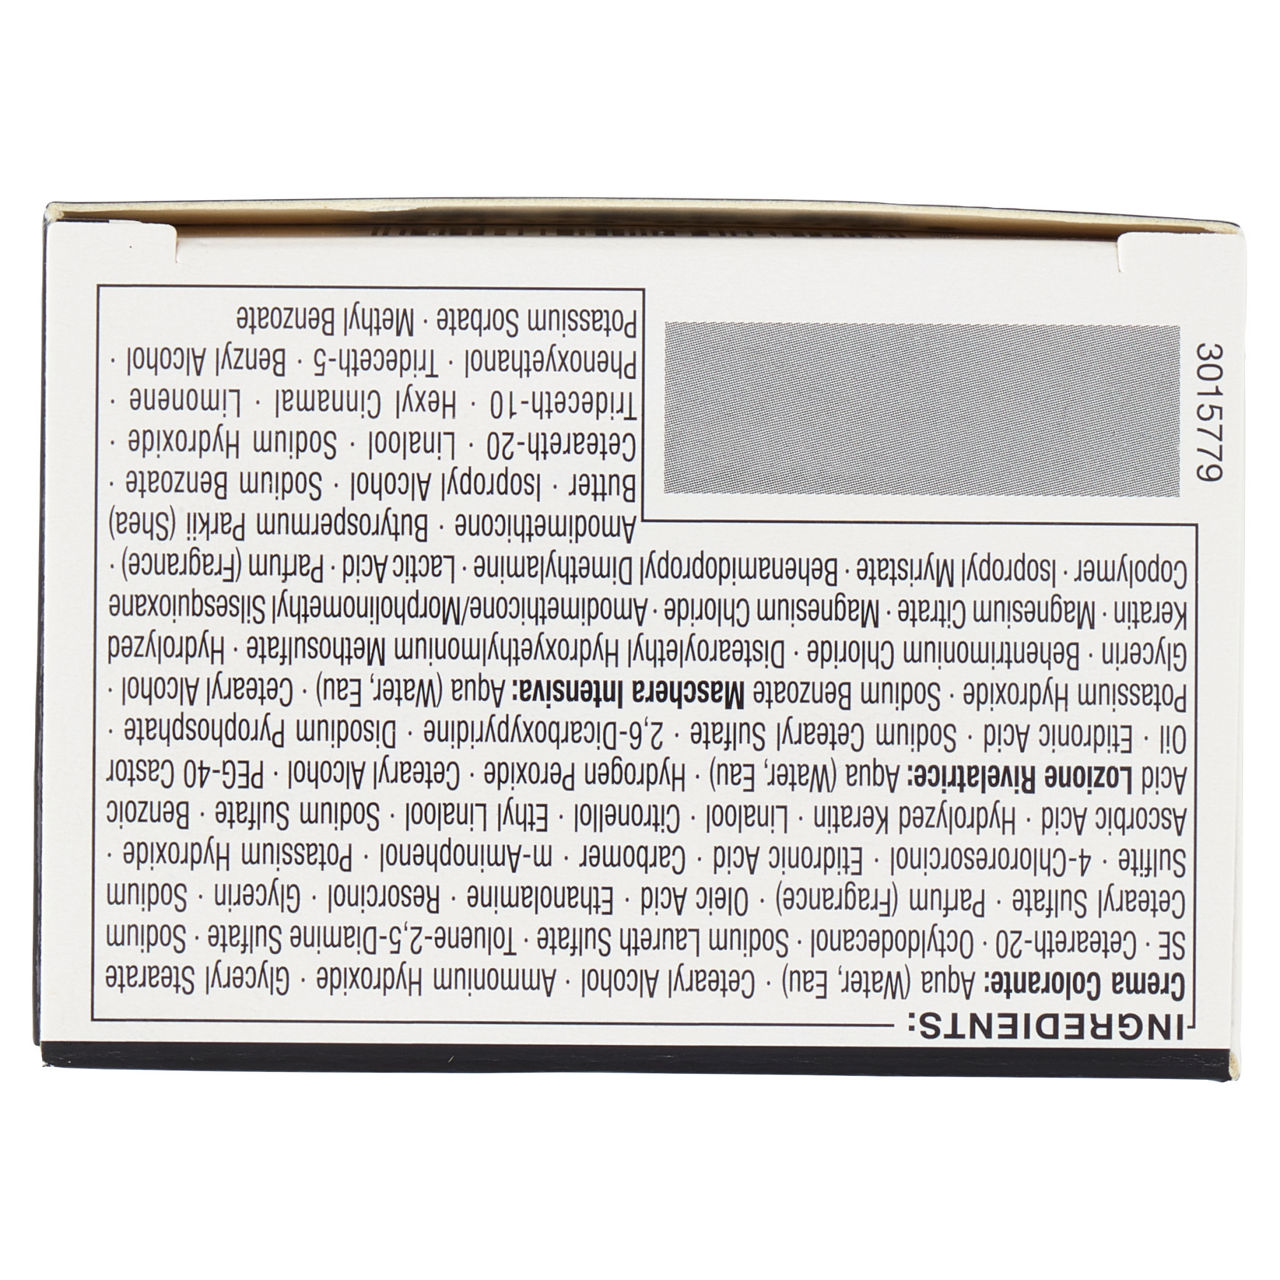 INGREDIENTS:
Crema Colorante: Aqua (Water, Eau) · Cetearyl Alcohol · Ammonium Hydroxide · Glyceryl Stearate
SE · Ceteareth-20 · Octyldodecanol · Sodium Laureth Sulfate · Toluene-2,5-Diamine Sulfate · Sodium
Cetearyl Sulfate · Parfum (Fragrance) · Oleic Acid · Ethanolamine · Resorcinol · Glycerin · Sodium
Sulfite · 4-Chlororesorcinol · Etidronic Acid · Carbomer · m-Aminophenol · Potassium Hydroxide ·
Ascorbic Acid · Hydrolyzed Keratin · Linalool · Citronellol · Ethyl Linalool · Sodium Sulfate · Benzoic
Acid Lozione Rivelatrice: Aqua (Water, Eau) · Hydrogen Peroxide · Cetearyl Alcohol · PEG-40 Castor
Oil · Etidronic Acid · Sodium Cetearyl Sulfate · 2,6-Dicarboxypyridine · Disodium Pyrophosphate ·
Potassium Hydroxide · Sodium Benzoate Maschera Intensiva: Aqua (Water, Eau) · Cetearyl Alcohol ·
Glycerin · Behentrimonium Chloride · Distearoylethyl Hydroxyethylmonium Methosulfate · Hydrolyzed
Keratin · Magnesium Citrate · Magnesium Chloride · Amodimethicone/Morpholinomethyl Silsesquioxane
Copolymer · Isopropyl Myristate · Behenamidopropyl Dimethylamine · Lactic Acid · Parfum (Fragrance) ·
Amodimethicone · Butyrospermum Parkii (Shea)
Butter · Isopropyl Alcohol · Sodium Benzoate ·
Ceteareth-20 · Linalool · Sodium Hydroxide ·
Trideceth-10 · Hexyl Cinnamal · Limonene ·
Phenoxyethanol · Trideceth-5 · Benzyl Alcohol ·
Potassium Sorbate · Methyl Benzoate
3015779